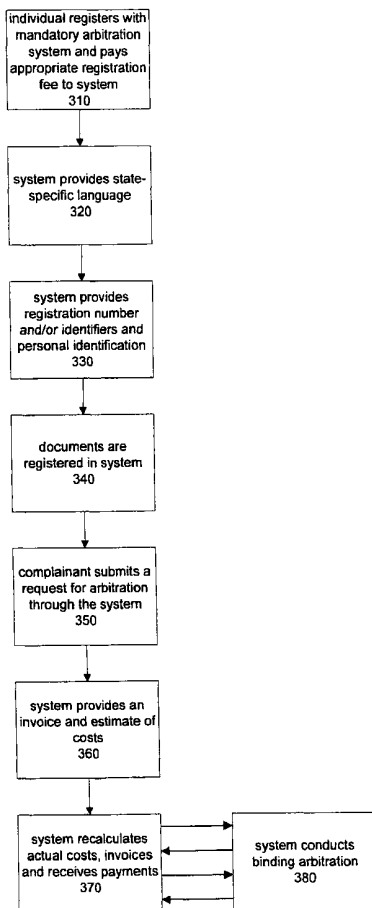 individual registers with
mandatory arbitration
system and pays
appropriate registration
fee to system
310
system provides state-
specific language
320
system provides
registration number
and/or identifiers and
personal identification
330
documents are
registered in system
340
complainant submits a
request for arbitration
through the system
350
system provides an
invoice and estimate of
costs
360
system recalculates
actual costs, invoices
and receives payments
370
system conducts
binding arbitration
380